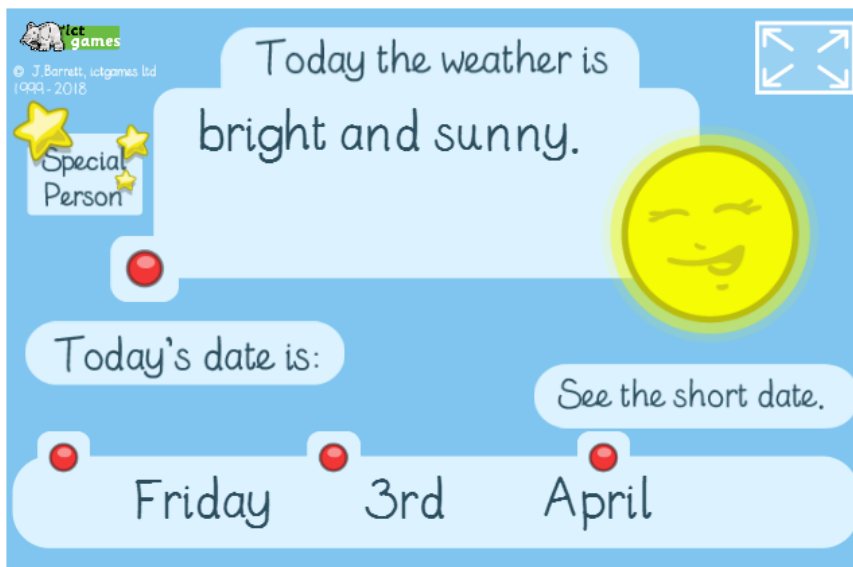 ict
games
© J.Barrett, ictgames ltd
1999-2018
Today the weather is
bright and sunny.
Special
Person
Today's date is:
See the short date.
Friday 3rd April